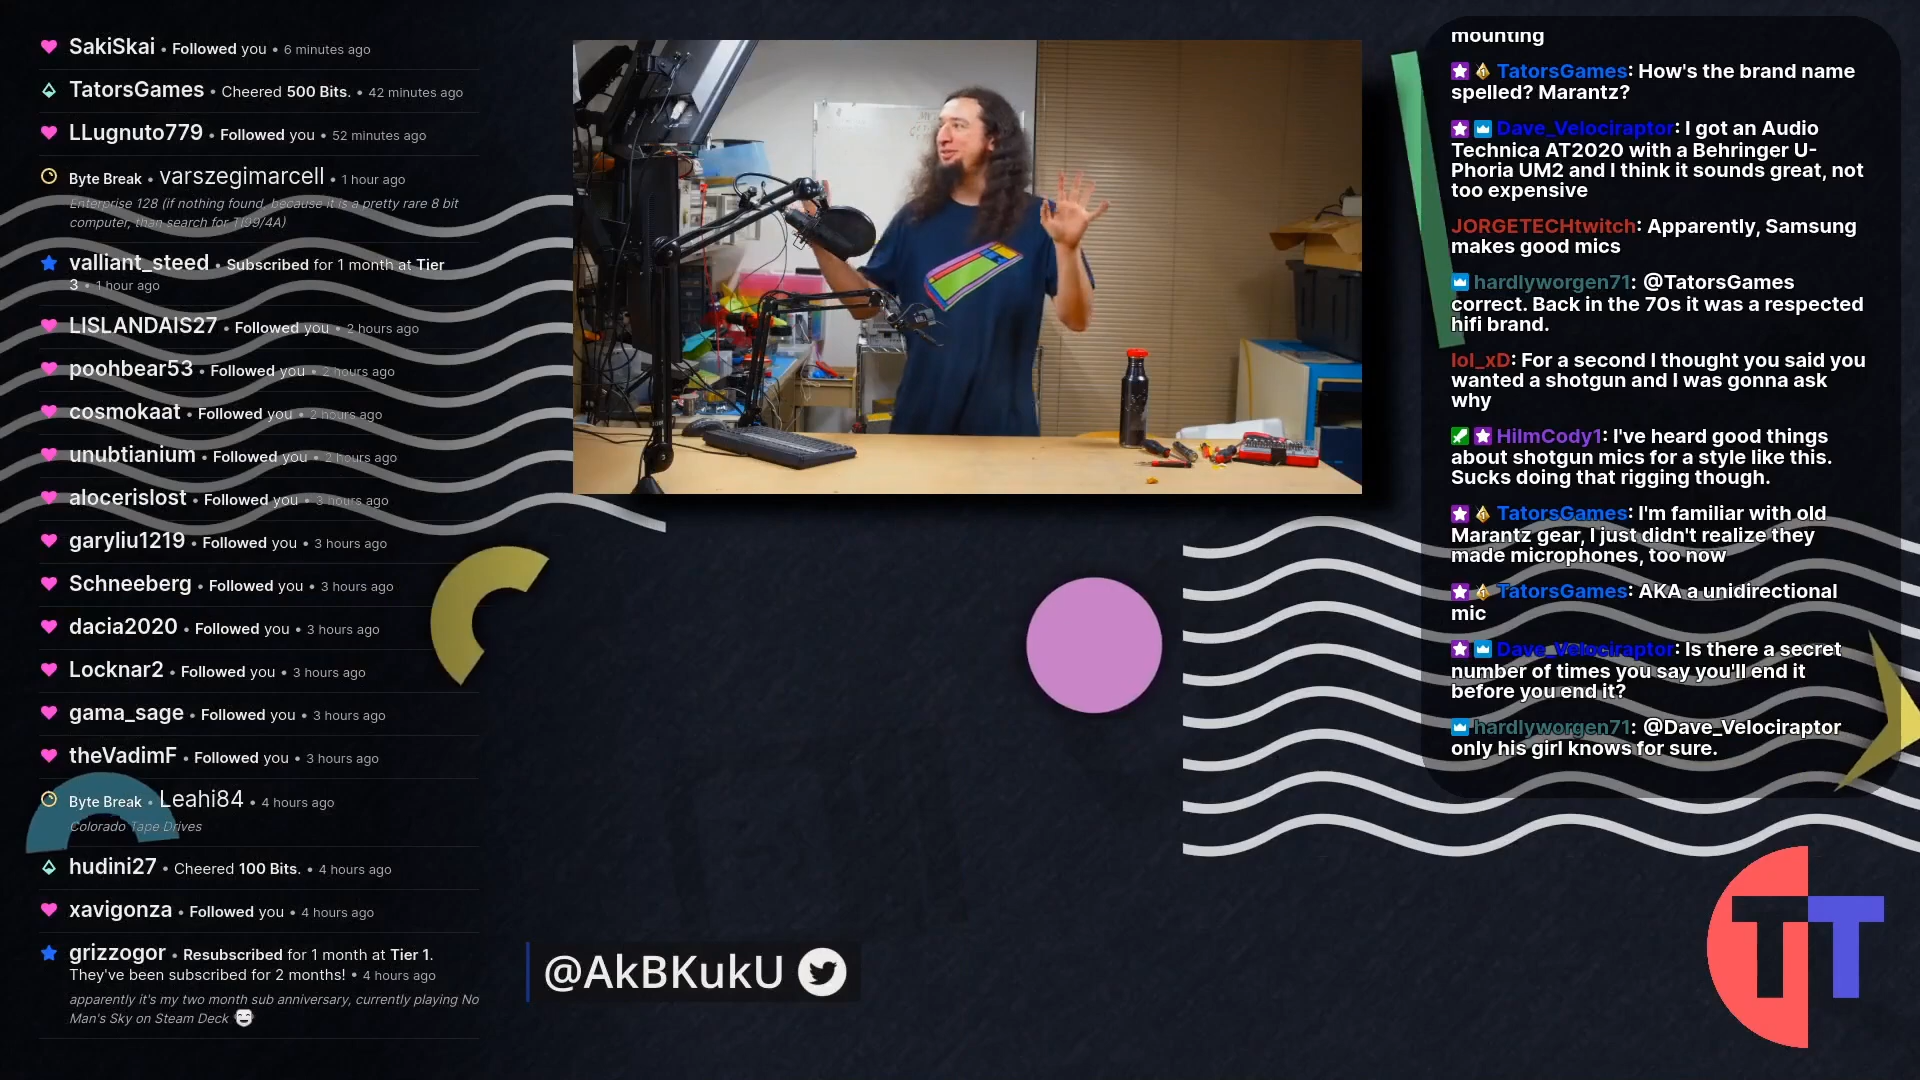 SakiSkai • Followed you • 6 minutes ago
TatorsGames • Cheered 500 Bits. • 42 minutes ago
LLugnuto779 • Followed you • 52 minutes ago
Byte Break • varszegimarcell • 1 hour ago
Enterprise 128 (if nothing found, because it is a pretty rare 8 bit
computer, than search for TI99/4A)
valliant_steed • Subscribed for 1 month at Tier
3 • 1 hour ago
LISLANDAIS27 • Followed you • 2 hours ago
poohbear53 • Followed you • 2 hours ago
cosmokaat • Followed you • 2 hours ago
unubtianium • Followed you • 2 hours ago
alocerislost • Followed you • 3 hours ago
garyliu1219 • Followed you • 3 hours ago
Schneeberg • Followed you • 3 hours ago
dacia2020 • Followed you • 3 hours ago
Locknar2 • Followed you • 3 hours ago
gama_sage • Followed you • 3 hours ago
theVadimF • Followed you • 3 hours ago
Byte Break • Leahi84 • 4 hours ago
Colorado Tape Drives
hudini27 • Cheered 100 Bits. • 4 hours ago
xavigonza • Followed you • 4 hours ago
grizzogor • Resubscribed for 1 month at Tier 1.
They've been subscribed for 2 months! • 4 hours ago
apparently it's my two month sub anniversary, currently playing No
Man's Sky on Steam Deck
@AkBKukU
mounting
TatorsGames: How's the brand name
spelled? Marantz?
Dave_Velociraptor: I got an Audio
Technica AT2020 with a Behringer U-
Phoria UM2 and I think it sounds great, not
too expensive
JORGETECHtwitch: Apparently, Samsung
makes good mics
hardlyworgen71: @TatorsGames
correct. Back in the 70s it was a respected
hifi brand.
lol_xD: For a second I thought you said you
wanted a shotgun and I was gonna ask
why
HilmCody1: I've heard good things
about shotgun mics for a style like this.
Sucks doing that rigging though.
TatorsGames: I'm familiar with old
Marantz gear, I just didn't realize they
made microphones, too now
TatorsGames: AKA a unidirectional
mic
Dave_Velociraptor: Is there a secret
number of times you say you'll end it
before you end it?
hardlyworgen71: @Dave_Velociraptor
only his girl knows for sure.
TT